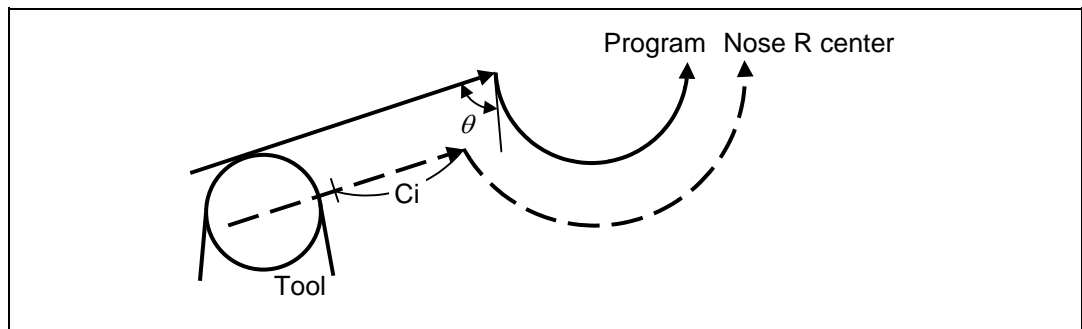 Program Nose R center
θ
Ci
Tool